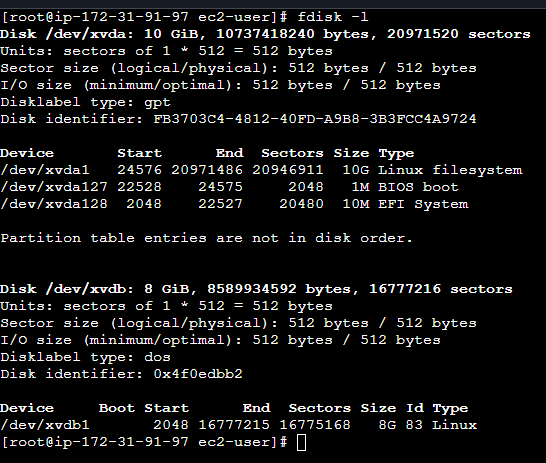 [root@ip-172-31-91-97 ec2-user]# fdisk -l
Disk /dev/xvda: 10 GiB, 10737418240 bytes, 20971520 sectors
Units: sectors of 1 * 512 = 512 bytes
Sector size (logical/physical): 512 bytes / 512 bytes
I/O size (minimum/optimal): 512 bytes / 512 bytes
Disklabel type: gpt
Disk identifier: FB3703C4-4812-40FD-A9B8-3B3FCC4A9724
Device Start End Sectors Size Type
/dev/xvda1 24576 20971486 20946911 10G Linux filesystem
/dev/xvda127 22528 24575 2048 1M BIOS boot
/dev/xvda128 2048 22527 20480 10M EFI System
Partition table entries are not in disk order.
Disk /dev/xvdb: 8 GiB, 8589934592 bytes, 16777216 sectors
Units: sectors of 1 * 512 = 512 bytes
Sector size (logical/physical): 512 bytes / 512 bytes
I/O size (minimum/optimal): 512 bytes / 512 bytes
Disklabel type: dos
Disk identifier: 0x4f0edbb2
Device Boot Start End Sectors Size Id Type
/dev/xvdb1 2048 16777215 16775168 8G 83 Linux
[root@ip-172-31-91-97 ec2-user]#